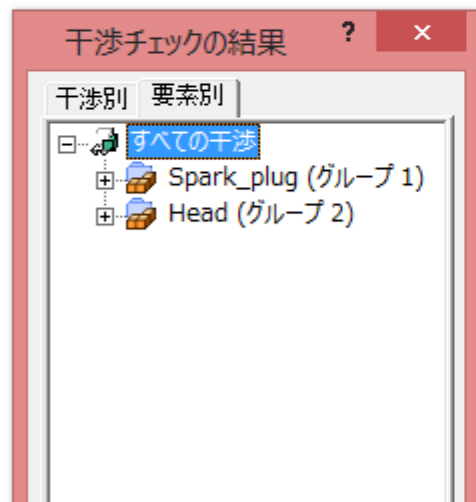 干渉チェックの結果 ? ×
干渉別 要素別
すべての干渉
Spark_plug (グループ 1)
Head (グループ 2)